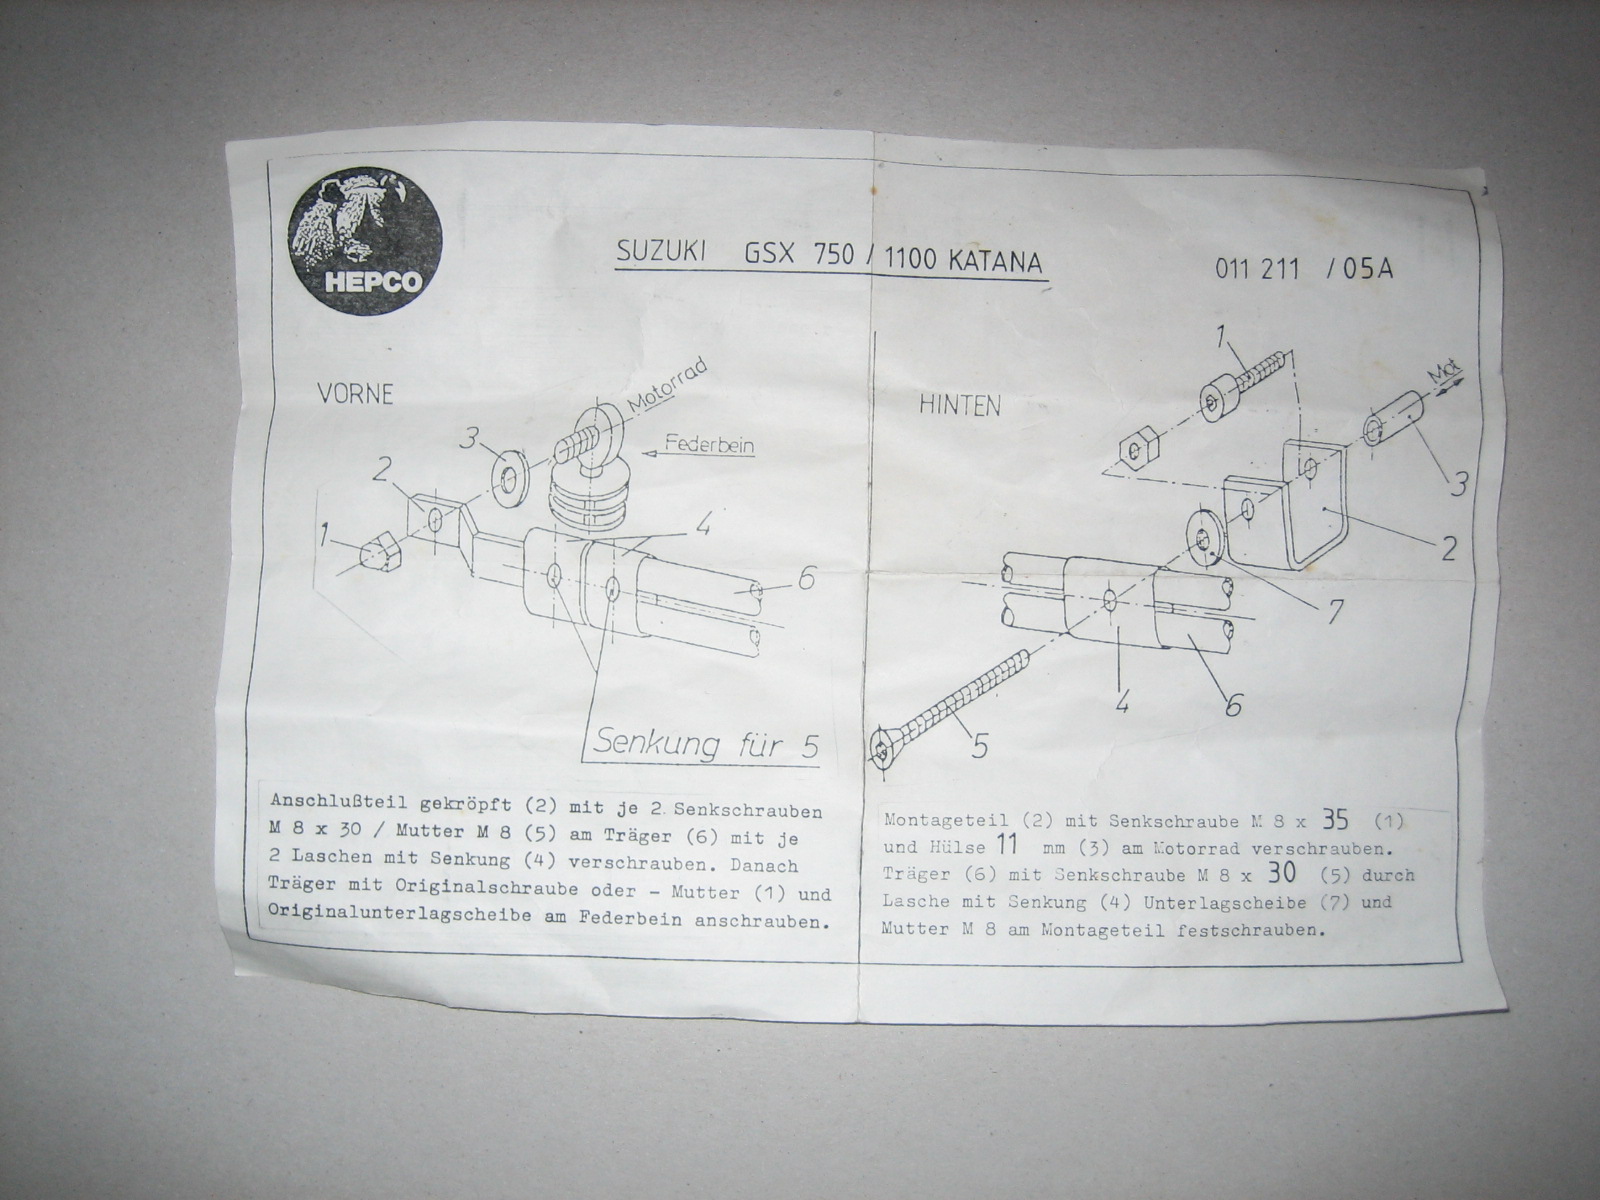 HEPCO
SUZUKI GSX 750 / 1100 KATANA
011 211 / 05A
VORNE
Motorrad
Federbein
3
2
1
4
6
Senkung für 5
Anschlußteil gekröpft (2) mit je 2 Senkschrauben
M 8 x 30 / Mutter M 8 (5) am Träger (6) mit je
2 Laschen mit Senkung (4) verschrauben. Danach
Träger mit Originalschraube oder - Mutter (1) und
Originalunterlagscheibe am Federbein anschrauben.
HINTEN
1
Mot
3
2
7
4
6
5
Montageteil (2) mit Senkschraube M 8 x 35 (1)
und Hülse 11 mm (3) am Motorrad verschrauben.
Träger (6) mit Senkschraube M 8 x 30 (5) durch
Lasche mit Senkung (4) Unterlagscheibe (7) und
Mutter M 8 am Montageteil festschrauben.